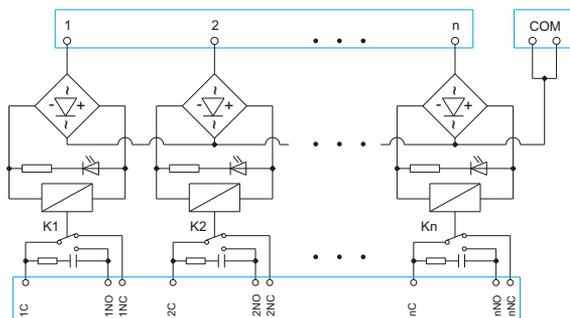 1 2 n COM
- + - + - +
K1 K2 Kn
1C 1NO 1NC 2C 2NO 2NC nC nNO nNC